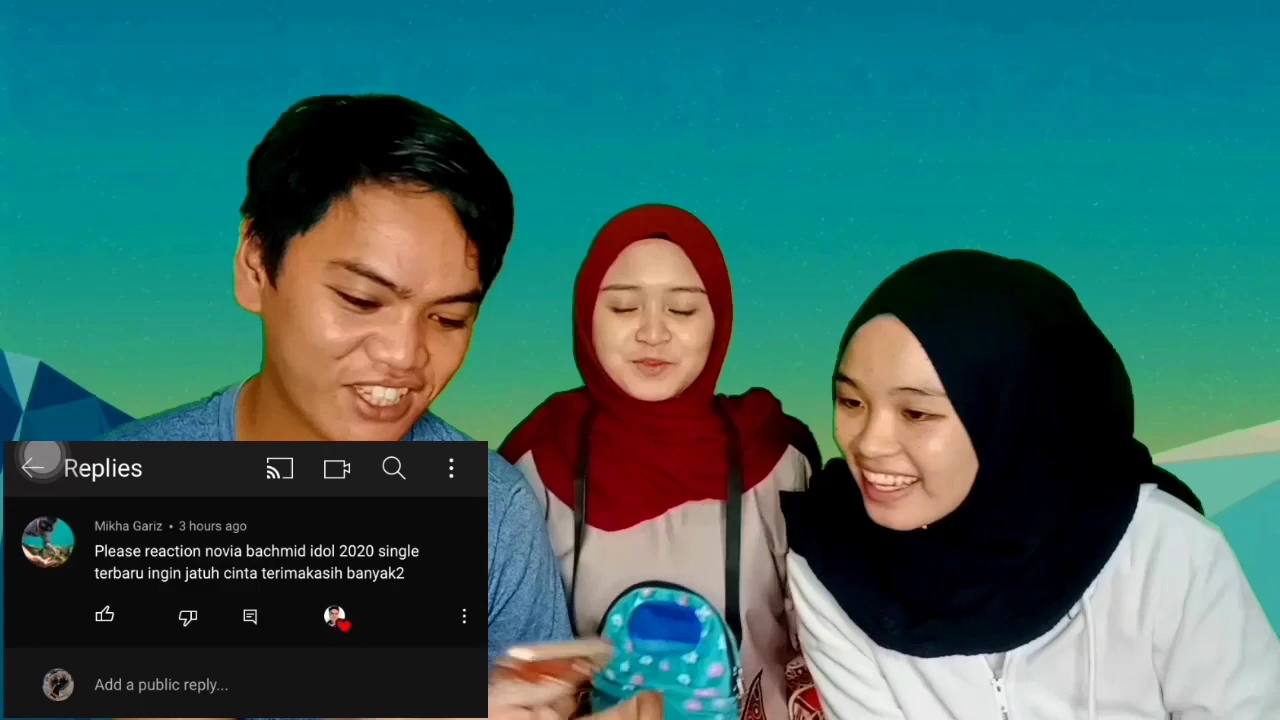 Replies
Mikha Gariz • 3 hours ago
Please reaction novia bachmid idol 2020 single
terbaru ingin jatuh cinta terimakasih banyak2
Add a public reply...